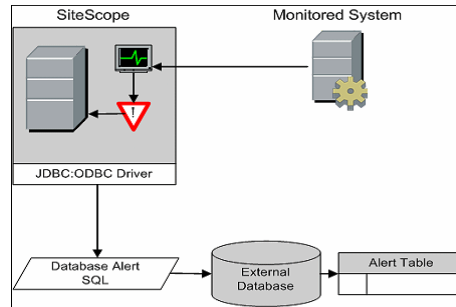 SiteScope
Monitored System
!
JDBC:ODBC Driver
Database Alert
SQL
External
Database
Alert Table